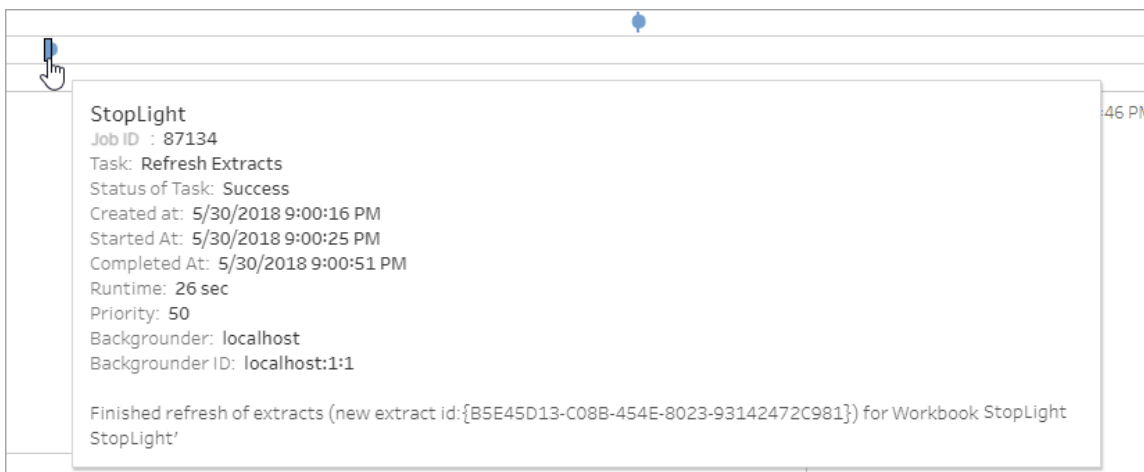 :46 PM
StopLight
Job ID : 87134
Task: Refresh Extracts
Status of Task: Success
Created at: 5/30/2018 9:00:16 PM
Started At: 5/30/2018 9:00:25 PM
Completed At: 5/30/2018 9:00:51 PM
Runtime: 26 sec
Priority: 50
Backgrounder: localhost
Backgrounder ID: localhost:1:1
Finished refresh of extracts (new extract id:{B5E45D13-C08B-454E-8023-93142472C981}) for Workbook StopLight
StopLight’